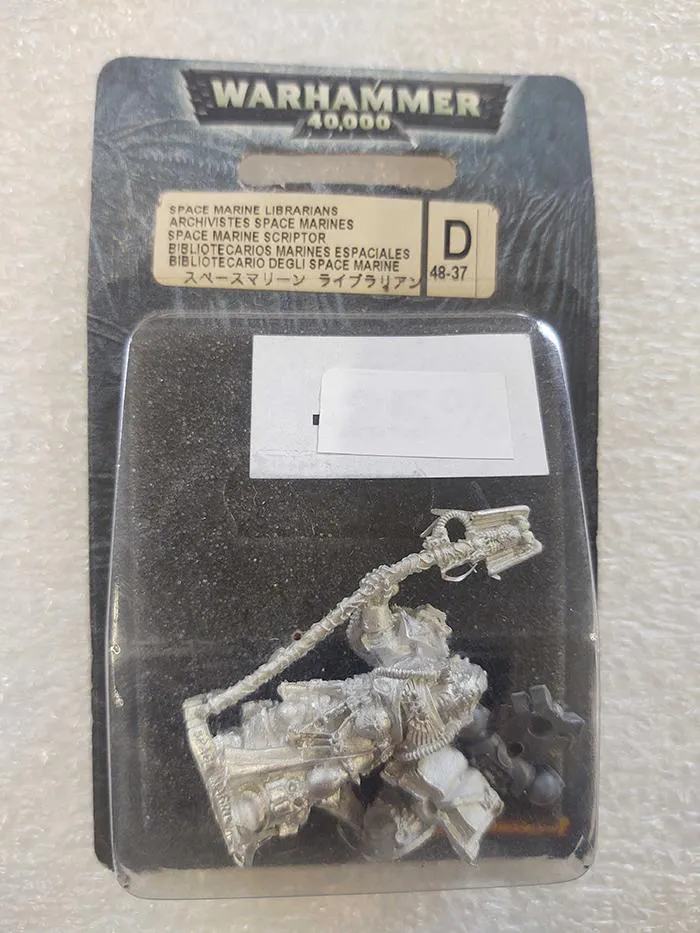 WARHAMMER
40,000
SPACE MARINE LIBRARIANS
ARCHIVISTES SPACE MARINES
SPACE MARINE SCRIPTOR
BIBLIOTECARIOS MARINES ESPACIALES
BIBLIOTECARIO DEGLI SPACE MARINE
スペースマリーン ライブラリアン
D
48-37